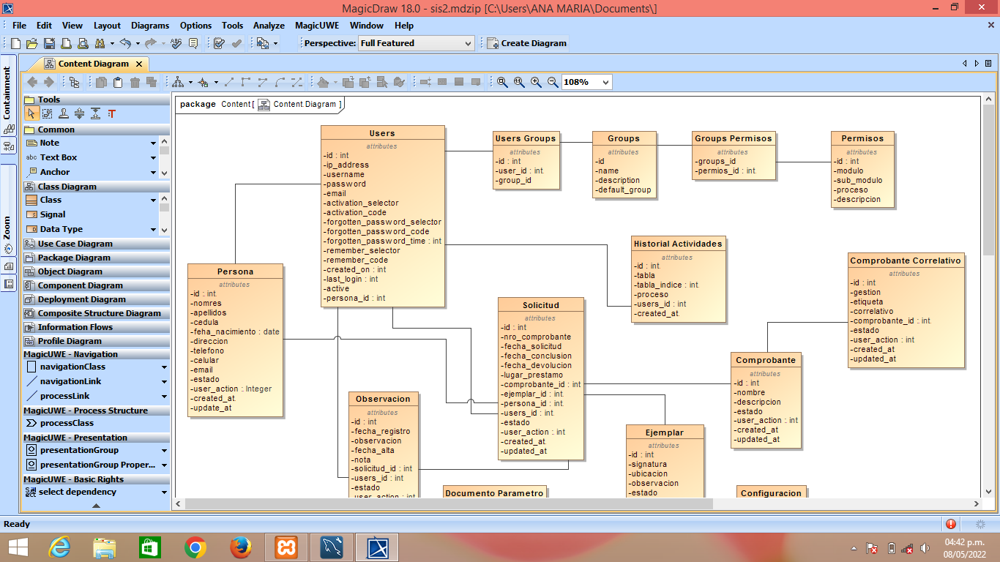 MagicDraw 18.0 - sis2.mdzip [C:\Users\ANA MARIA\Documents\]
File Edit View Layout Diagrams Options Tools Analyze MagicUWE Window Help
Perspective: Full Featured Create Diagram
Containment
Zoom
Content Diagram
108%
Tools
Common
Note
Text Box
Anchor
Class Diagram
Class
Signal
Data Type
Use Case Diagram
Package Diagram
Object Diagram
Component Diagram
Deployment Diagram
Composite Structure Diagram
Information Flows
Profile Diagram
MagicUWE - Navigation
navigationClass
navigationLink
processLink
MagicUWE - Process Structure
processClass
MagicUWE - Presentation
presentationGroup
presentationGroup Proper...
MagicUWE - Basic Rights
select dependency
package Content [ Content Diagram ]
Users
attributes
-id : int
-ip_address
-username
-password
-email
-activation_selector
-activation_code
-forgotten_password_selector
-forgotten_password_code
-forgotten_password_time : int
-remember_selector
-remember_code
-created_on : int
-last_login : int
-active
-persona_id : int
Users Groups
attributes
-id : int
-user_id : int
-group_id
Groups
attributes
-id
-name
-description
-default_group
Groups Permisos
attributes
-groups_id
-permios_id : int
Permisos
attributes
-id : int
-modulo
-sub_modulo
-proceso
-descripcion
Persona
attributes
-id : int
-nomres
-apellidos
-cedula
-feha_nacimiento : date
-direccion
-telefono
-celular
-email
-estado
-user_action : Integer
-created_at
-update_at
Historial Actividades
attributes
-id : int
-tabla
-tabla_indice : int
-proceso
-users_id : int
-created_at
Comprobante Correlativo
attributes
-id : int
-gestion
-etiqueta
-correlativo
-comprobante_id : int
-estado
-user_action : int
-created_at
-updated_at
Solicitud
attributes
-id : int
-nro_comprobante
-fecha_solicitud
-fecha_conclusion
-fecha_devolucion
-lugar_prestamo
-comprobante_id : int
-ejemplar_id : int
-persona_id : int
-users_id : int
-estado
-user_action : int
-created_at
-updated_at
Comprobante
attributes
-id : int
-nombre
-descripcion
-estado
-user_action : int
-created_at
-updated_at
Observacion
attributes
-id : int
-fecha_registro
-observacion
-fecha_alta
-nota
-solicitud_id : int
-users_id : int
-estado
-user_action : int
Ejemplar
attributes
-id : int
-signatura
-ubicacion
-observacion
-estado
Documento Parametro
Configuracion
Ready
04:42 p.m.
08/05/2022